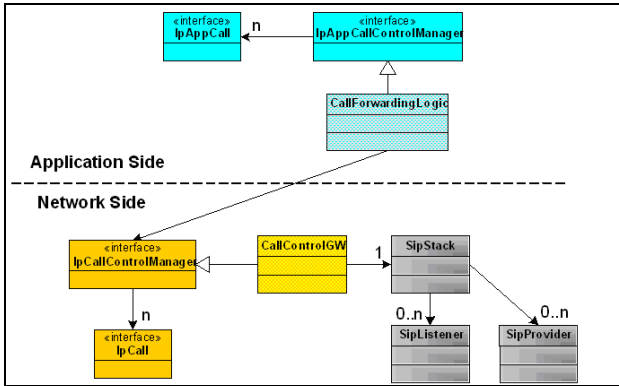 «interface»
IpAppCall
n
«interface»
IpAppCallControlManager
CallForwardingLogic
Application Side
Network Side
«interface»
IpCallControlManager
CallControlGW
1
SipStack
n
0..n
0..n
«interface»
IpCall
SipListener
SipProvider